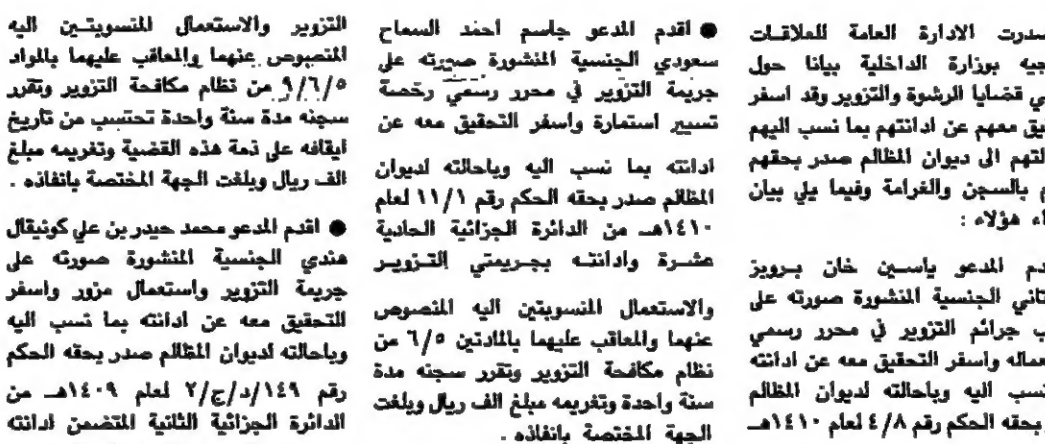 صدرت الادارة العامة للعلاقات
جيه بوزارة الداخلية بيانا حول
ي قضايا الرشوة والتزوير وقد اسفر
يق معهم عن ادانتهم بما نسب اليهم
لتهم الى ديوان المظالم صدر بحقهم
م بالسجن والغرامة وفيما يلي بيان
اء هؤلاء :
دم المدعو ياسين خان برويز
تاني الجنسية المنشورة صورته على
ب جرائم التزوير في محرر رسمي
عماله واسفر التحقيق معه عن ادانته
نسب اليه وباحالته لديوان المظالم
بحقه الحكم رقم ٤/٨ لعام ١٤١٠هـ
● اقدم المدعو جاسم احمد السماح
سعودي الجنسية المنشورة صورته على
جريمة التزوير في محرر رسمي رخصة
تسيير استمارة واسفر التحقيق معه عن
ادانته بما نسب اليه وباحالته لديوان
المظالم صدر بحقه الحكم رقم ١١/١ لعام
١٤١٠هـ من الدائرة الجزائية الحادية
عشرة وادانته بجريمتي التزوير
والاستعمال المنسوبتين اليه المنصوص
عنهما والمعاقب عليهما بالمادتين ٦/٥ من
نظام مكافحة التزوير وتقرر سجنه مدة
سنة واحدة وتغريمه مبلغ الف ريال وبلغت
الجهة المختصة بانفاذه .
التزوير والاستعمال المنسوبتين اليه
المنصوص عنهما والمعاقب عليهما بالمواد
٩/٦/٥ من نظام مكافحة التزوير وتقرر
سجنه مدة سنة واحدة تحتسب من تاريخ
ايقافه على ذمة هذه القضية وتغريمه مبلغ
الف ريال وبلغت الجهة المختصة بانفاذه .
● اقدم المدعو محمد حيدر بن علي كونيقال
هندي الجنسية المنشورة صورته على
جريمة التزوير واستعمال مزور واسفر
التحقيق معه عن ادانته بما نسب اليه
وباحالته لديوان المظالم صدر بحقه الحكم
رقم ١٤٩/د/ج/٢ لعام ١٤٠٩هـ من
الدائرة الجزائية الثانية المتضمن ادانته